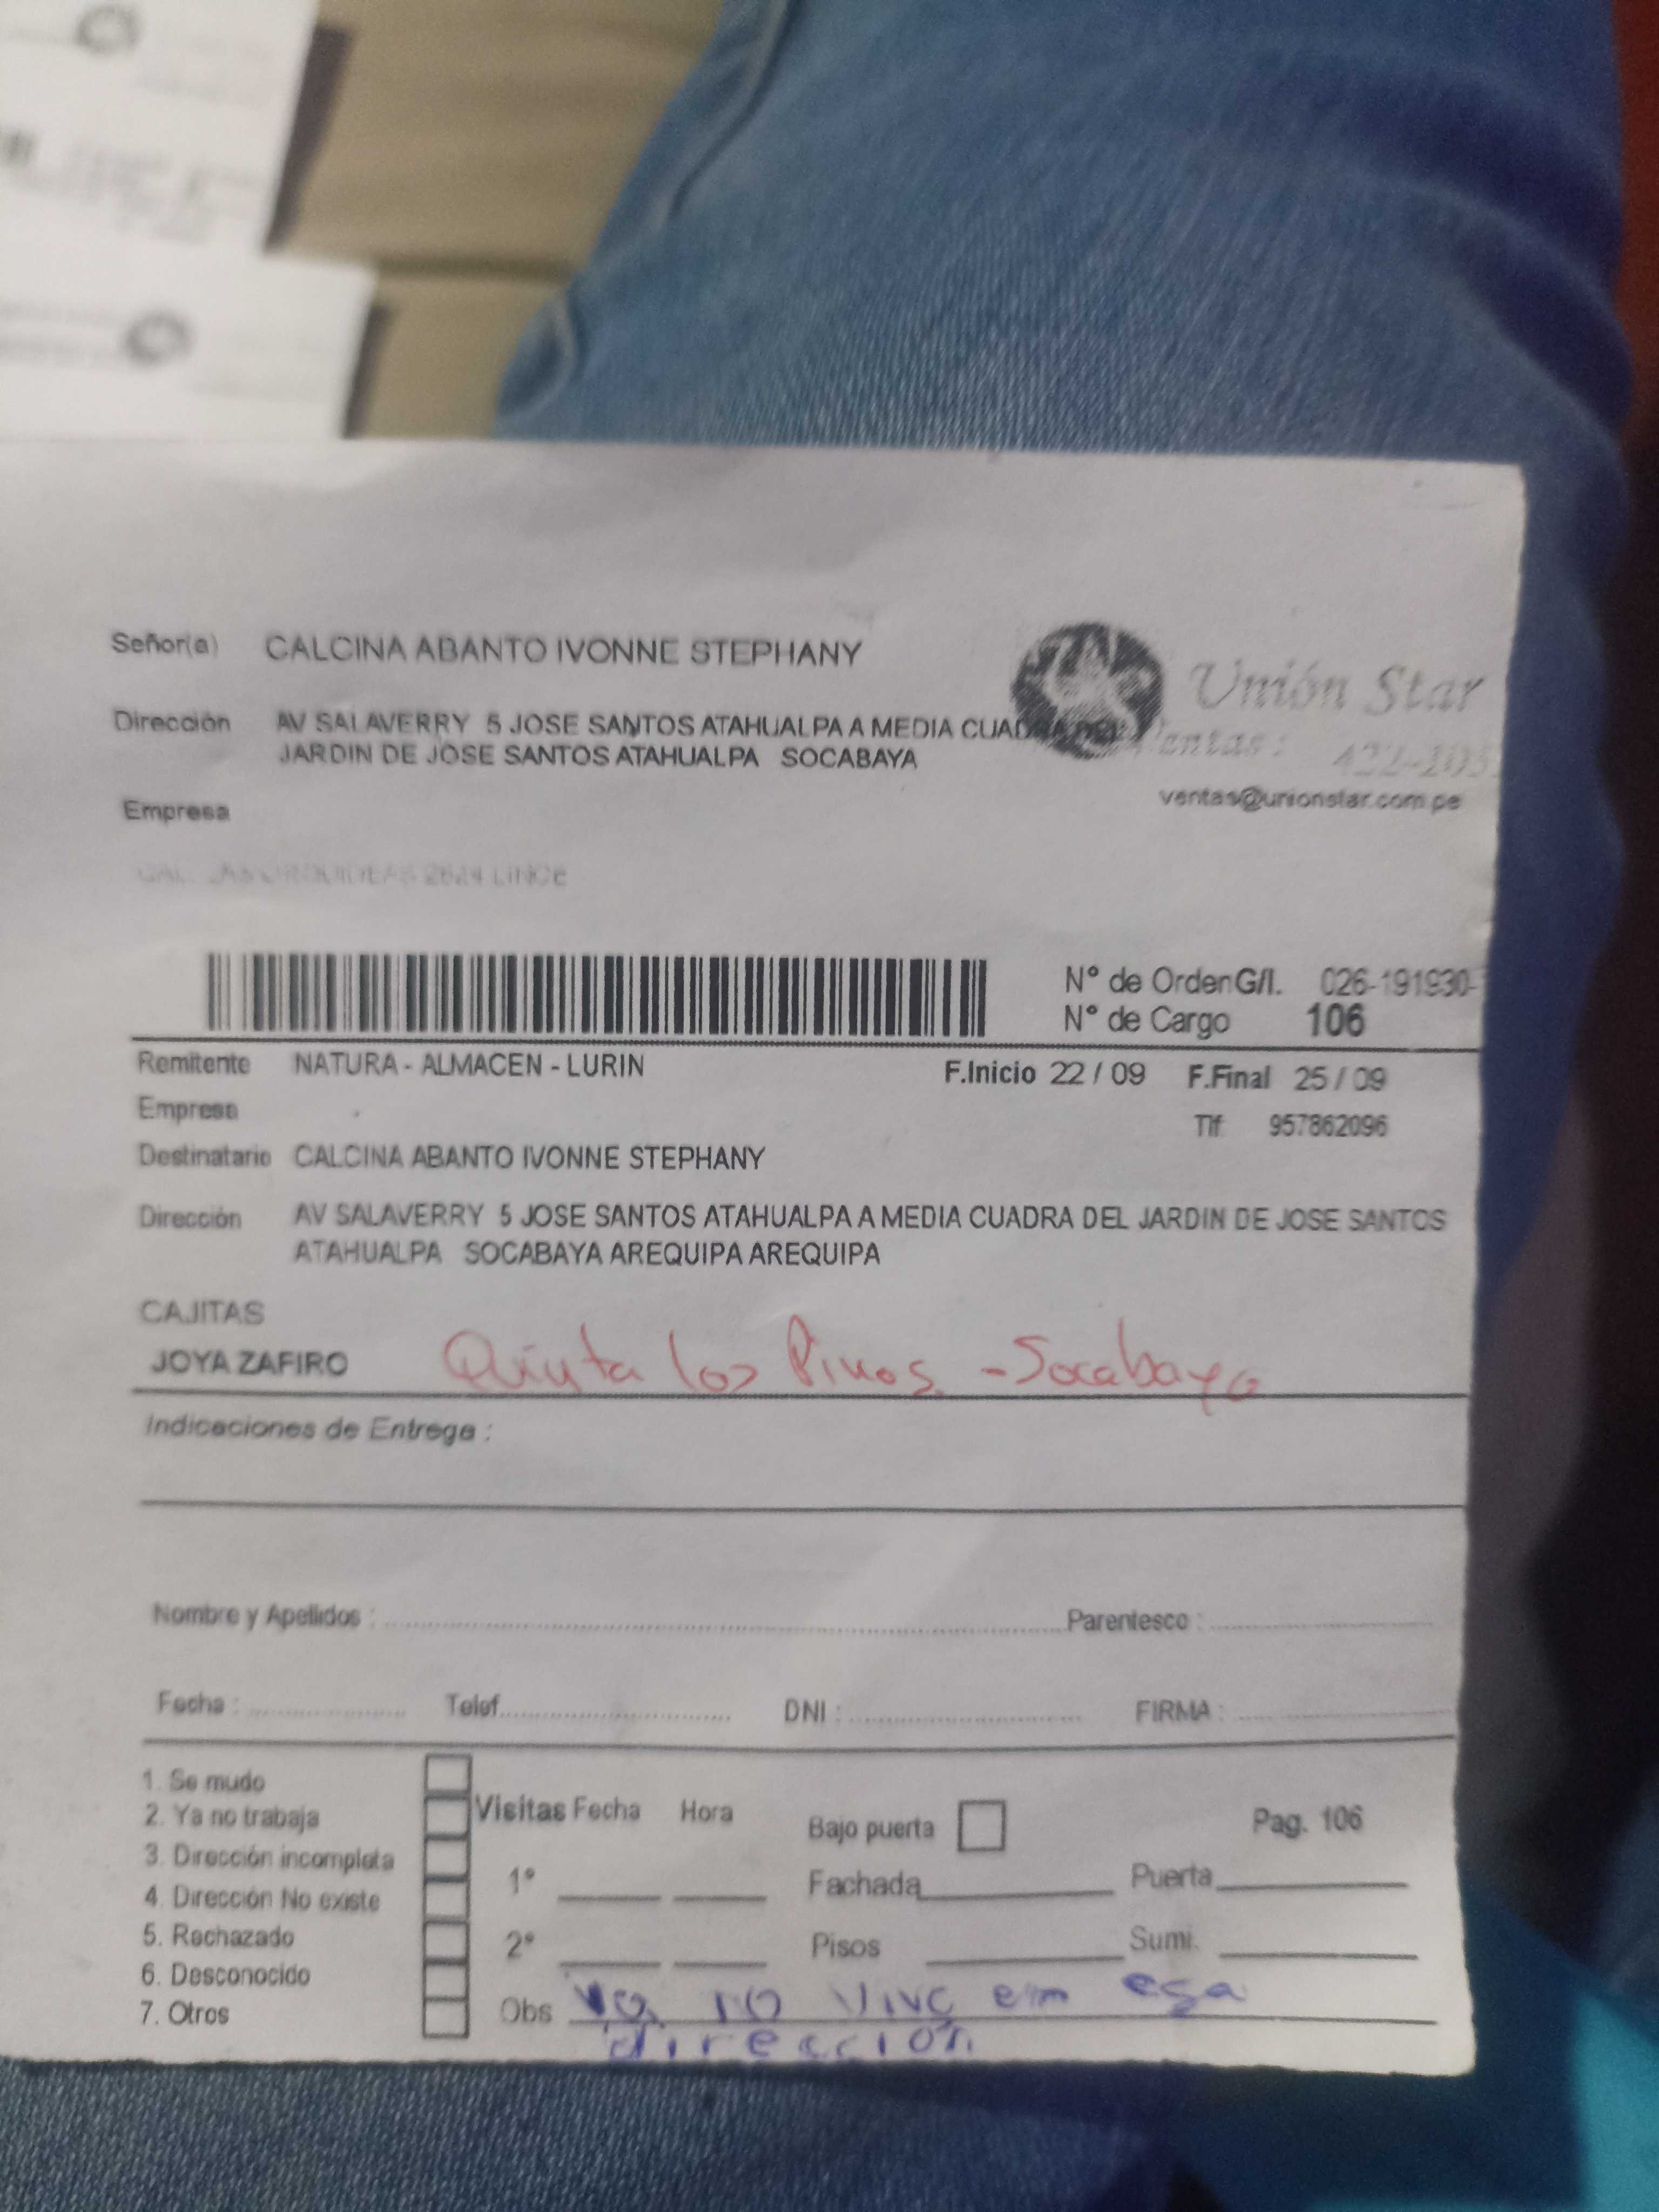 Señor(a) CALCINA ABANTO IVONNE STEPHANY
Unión Star
Dirección AV SALAVERRY 5 JOSE SANTOS ATAHUALPA A MEDIA CUADRA DEL
JARDIN DE JOSE SANTOS ATAHUALPA SOCABAYA
Ventas:
ventas@unionstar.com.pe
Empresa
2624 LINCE
N° de Orden G/I. 026-191930-
N° de Cargo 106
Remitente NATURA - ALMACEN - LURIN F.Inicio 22 / 09 F.Final 25 / 09
Empresa Tlf 957862096
Destinatario CALCINA ABANTO IVONNE STEPHANY
Dirección AV SALAVERRY 5 JOSE SANTOS ATAHUALPA A MEDIA CUADRA DEL JARDIN DE JOSE SANTOS
ATAHUALPA SOCABAYA AREQUIPA AREQUIPA
CAJITAS
JOYA ZAFIRO Quinta los Pinos. - Socabaya
Indicaciones de Entrega :
Nombre y Apellidos : Parentesco :
Fecha : Telef. DNI : FIRMA :
1. Se mudo
2. Ya no trabaja Visitas Fecha Hora Bajo puerta Pag. 106
3. Dirección incompleta
1° Fachada Puerta
4. Dirección No existe
5. Rechazado
2° Pisos Sumi.
6. Desconocido
7. Otros Obs Ya no vive en esa
dirección